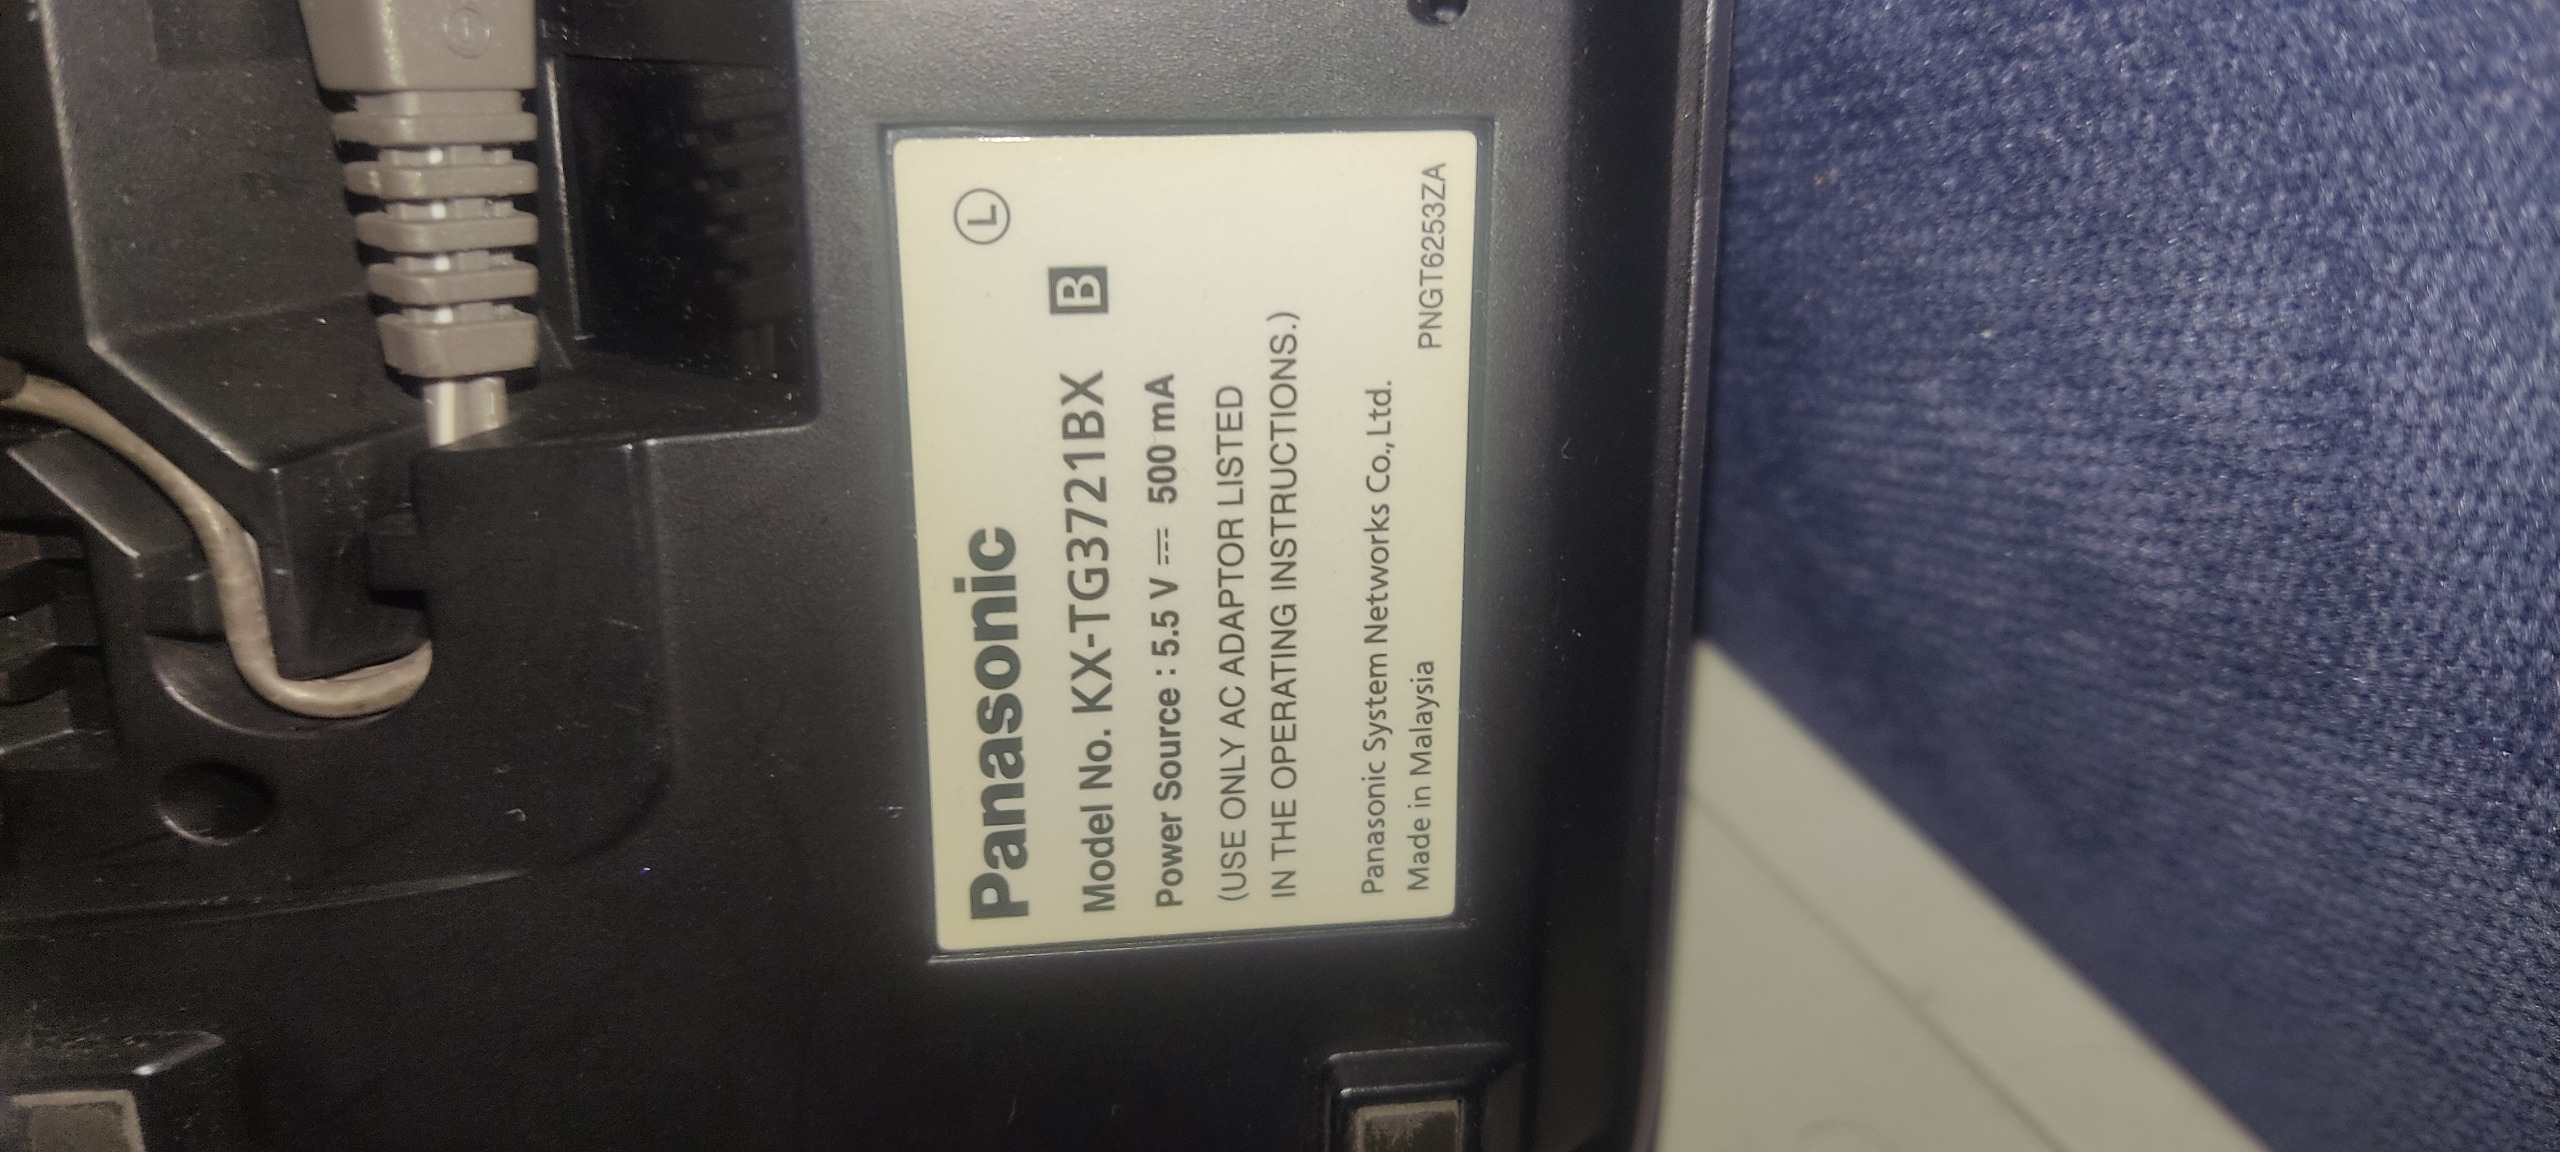 Panasonic Ⓛ
Model No. KX-TG3721BX B
Power Source : 5.5 V ⎓ 500 mA
(USE ONLY AC ADAPTOR LISTED
IN THE OPERATING INSTRUCTIONS.)
Panasonic System Networks Co., Ltd.
Made in Malaysia
PNGT6253ZA